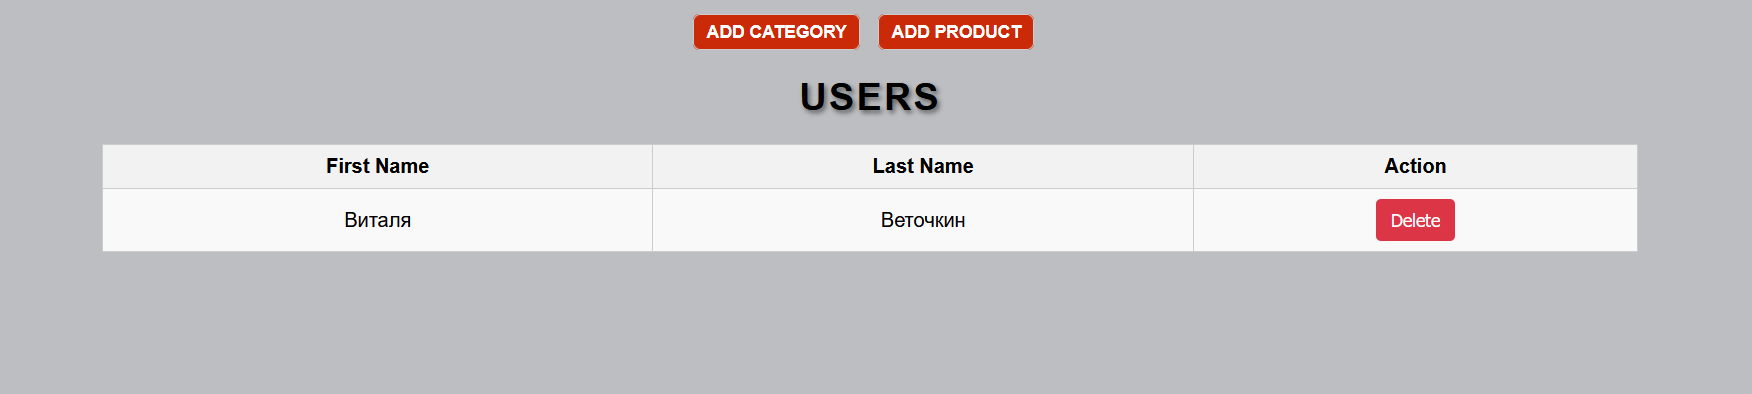 ADD CATEGORY ADD PRODUCT
USERS
First Name Last Name Action
Виталя Веточкин Delete